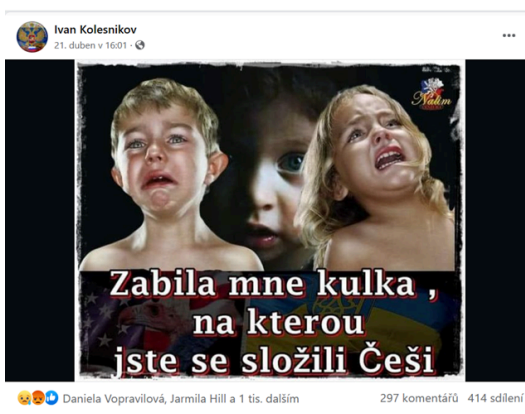 Ivan Kolesnikov
21. duben v 16:01 ·
Nalim
Zabila mne kulka ,
na kterou
jste se složili Češi
Daniela Vopravilová, Jarmila Hill a 1 tis. dalším
297 komentářů 414 sdílení